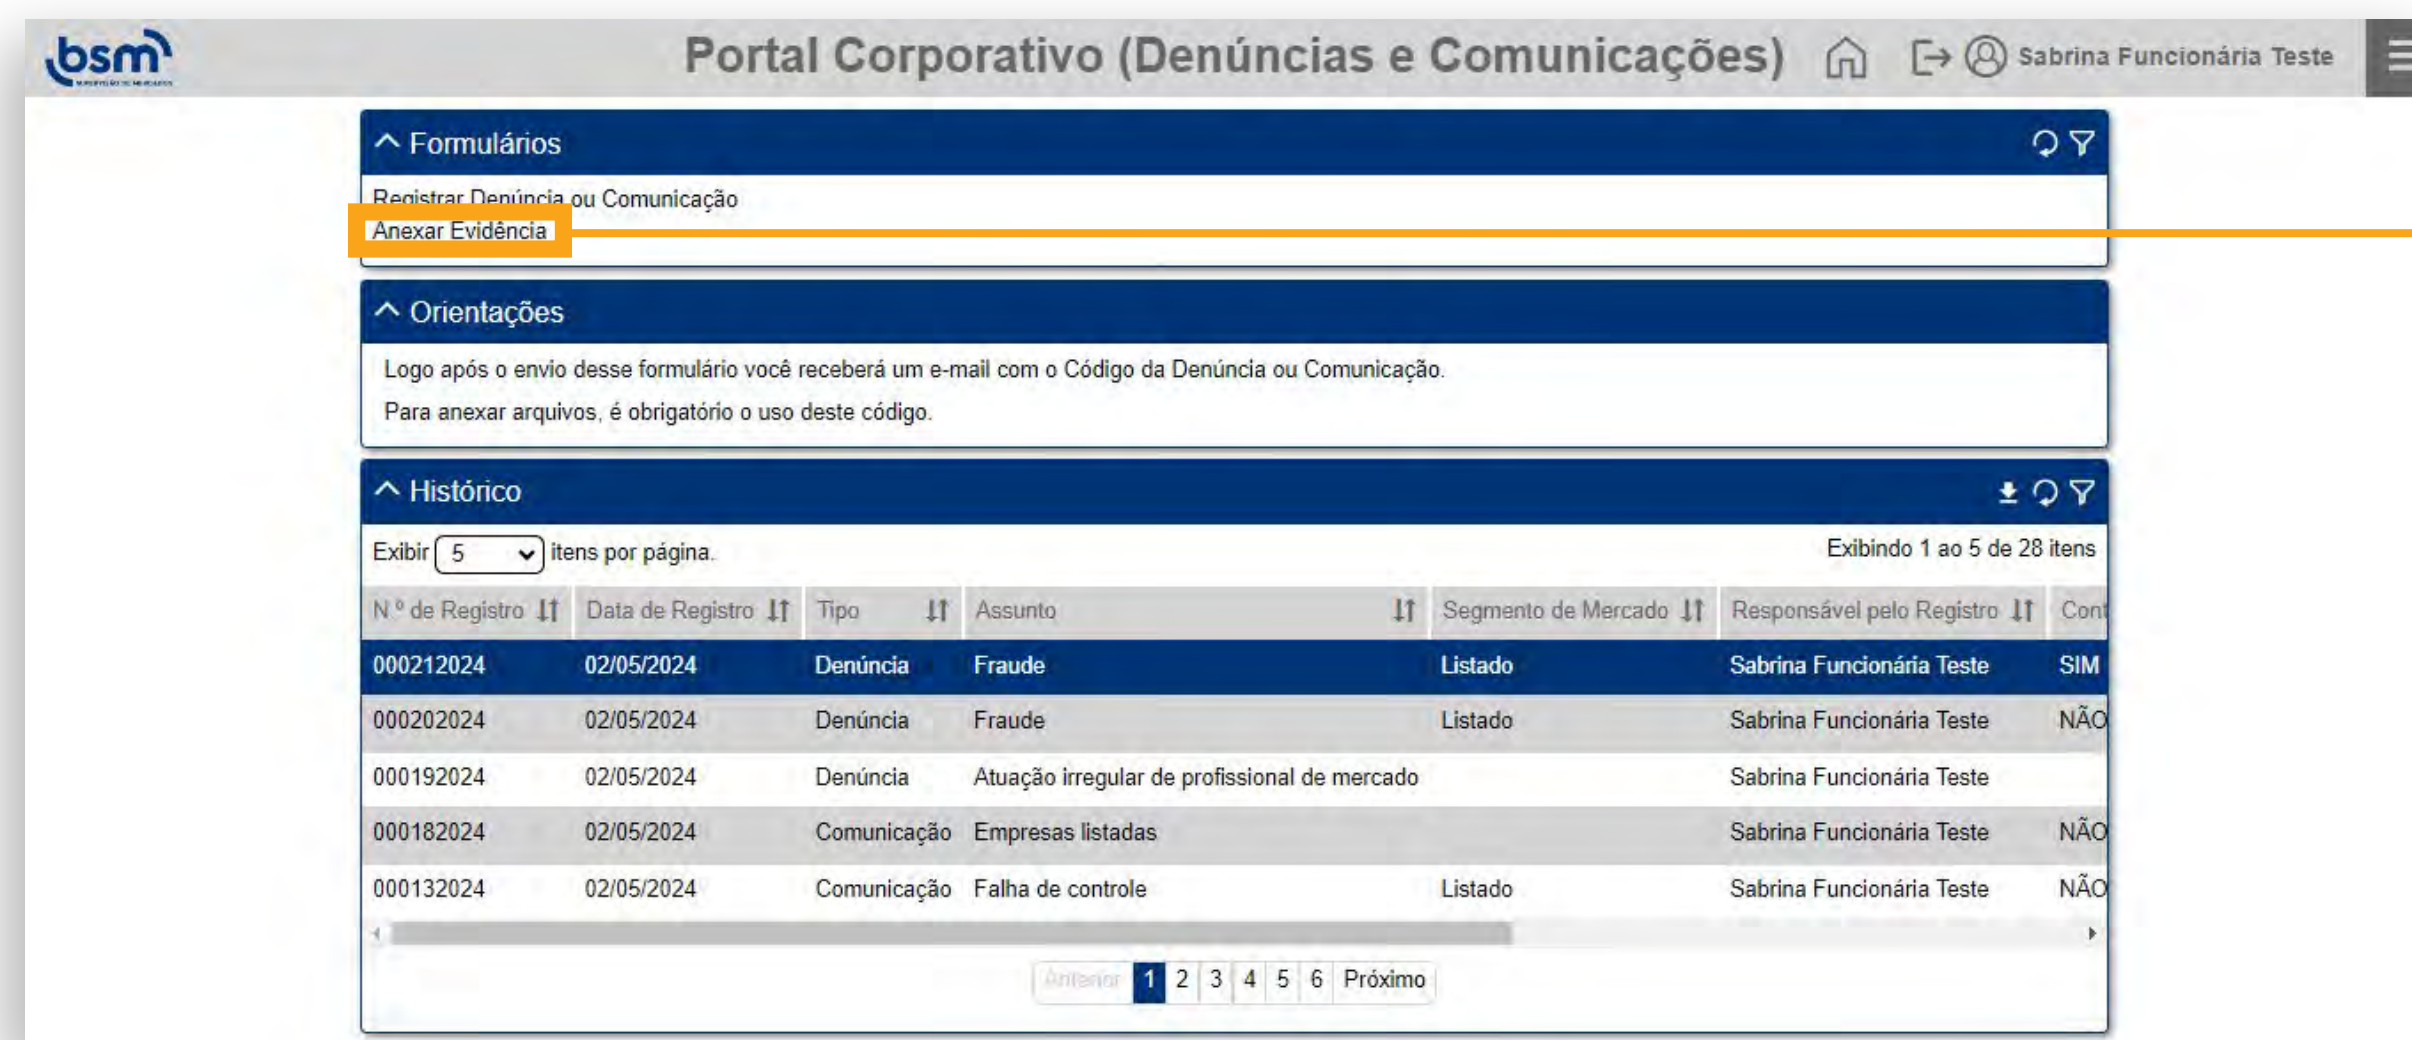 bsm
Portal Corporativo (Denúncias e Comunicações)
Sabrina Funcionária Teste
Formulários
Registrar Denúncia ou Comunicação
Anexar Evidência
Orientações
Logo após o envio desse formulário você receberá um e-mail com o Código da Denúncia ou Comunicação.
Para anexar arquivos, é obrigatório o uso deste código.
Histórico
Exibir 5 itens por página. Exibindo 1 ao 5 de 28 itens
N.º de Registro Data de Registro Tipo Assunto Segmento de Mercado Responsável pelo Registro Cont
000212024 02/05/2024 Denúncia Fraude Listado Sabrina Funcionária Teste SIM
000202024 02/05/2024 Denúncia Fraude Listado Sabrina Funcionária Teste NÃO
000192024 02/05/2024 Denúncia Atuação irregular de profissional de mercado Sabrina Funcionária Teste
000182024 02/05/2024 Comunicação Empresas listadas Sabrina Funcionária Teste NÃO
000132024 02/05/2024 Comunicação Falha de controle Listado Sabrina Funcionária Teste NÃO
Anterior 1 2 3 4 5 6 Próximo